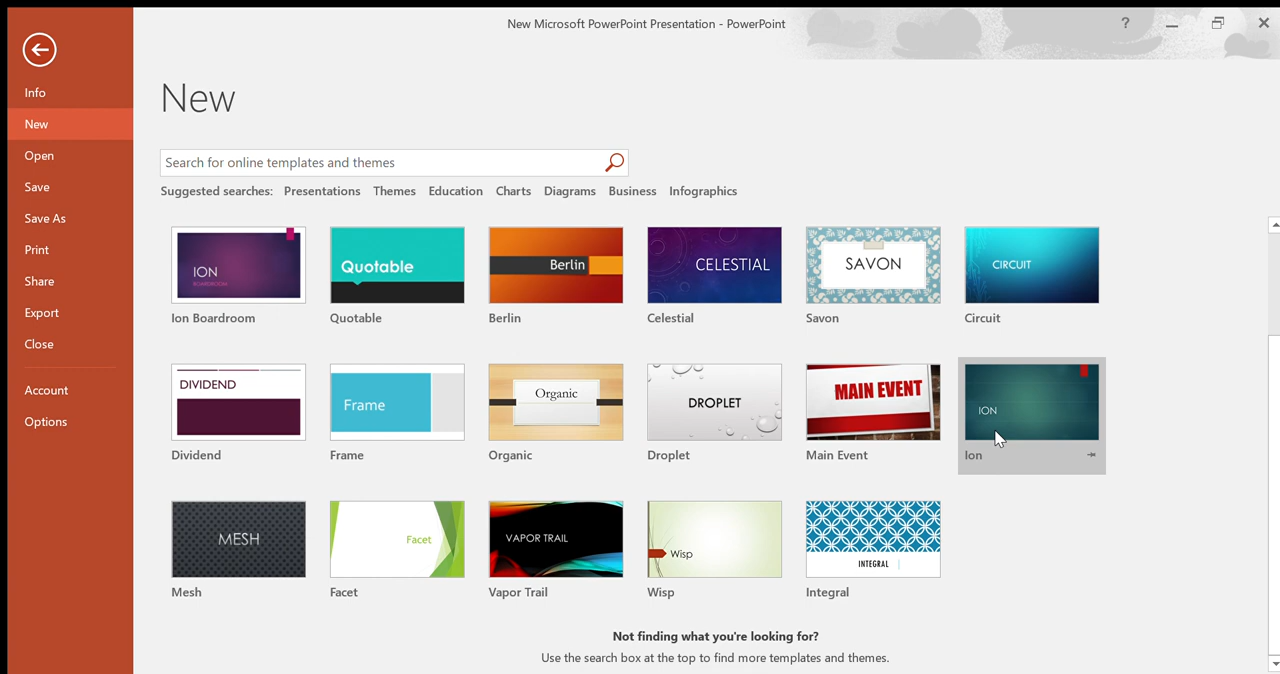 New Microsoft PowerPoint Presentation - PowerPoint
?
Info
New
Open
Save
Save As
Print
Share
Export
Close
Account
Options
New
Search for online templates and themes
Suggested searches: Presentations Themes Education Charts Diagrams Business Infographics
ION
BOARDROOM
Quotable
Berlin
CELESTIAL
SAVON
CIRCUIT
Ion Boardroom
Quotable
Berlin
Celestial
Savon
Circuit
DIVIDEND
Frame
Organic
DROPLET
MAIN EVENT
ION
Dividend
Frame
Organic
Droplet
Main Event
Ion
MESH
Facet
VAPOR TRAIL
Wisp
INTEGRAL
Mesh
Facet
Vapor Trail
Wisp
Integral
Not finding what you're looking for?
Use the search box at the top to find more templates and themes.